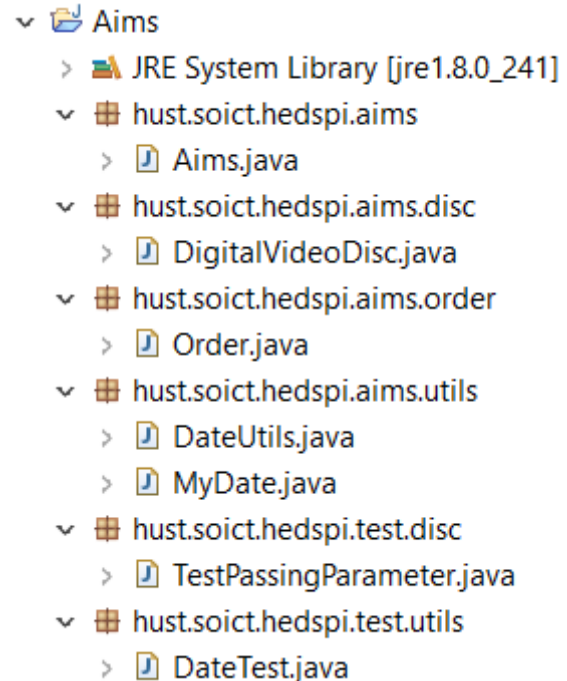 Aims
JRE System Library [jre1.8.0_241]
hust.soict.hedspi.aims
Aims.java
hust.soict.hedspi.aims.disc
DigitalVideoDisc.java
hust.soict.hedspi.aims.order
Order.java
hust.soict.hedspi.aims.utils
DateUtils.java
MyDate.java
hust.soict.hedspi.test.disc
TestPassingParameter.java
hust.soict.hedspi.test.utils
DateTest.java